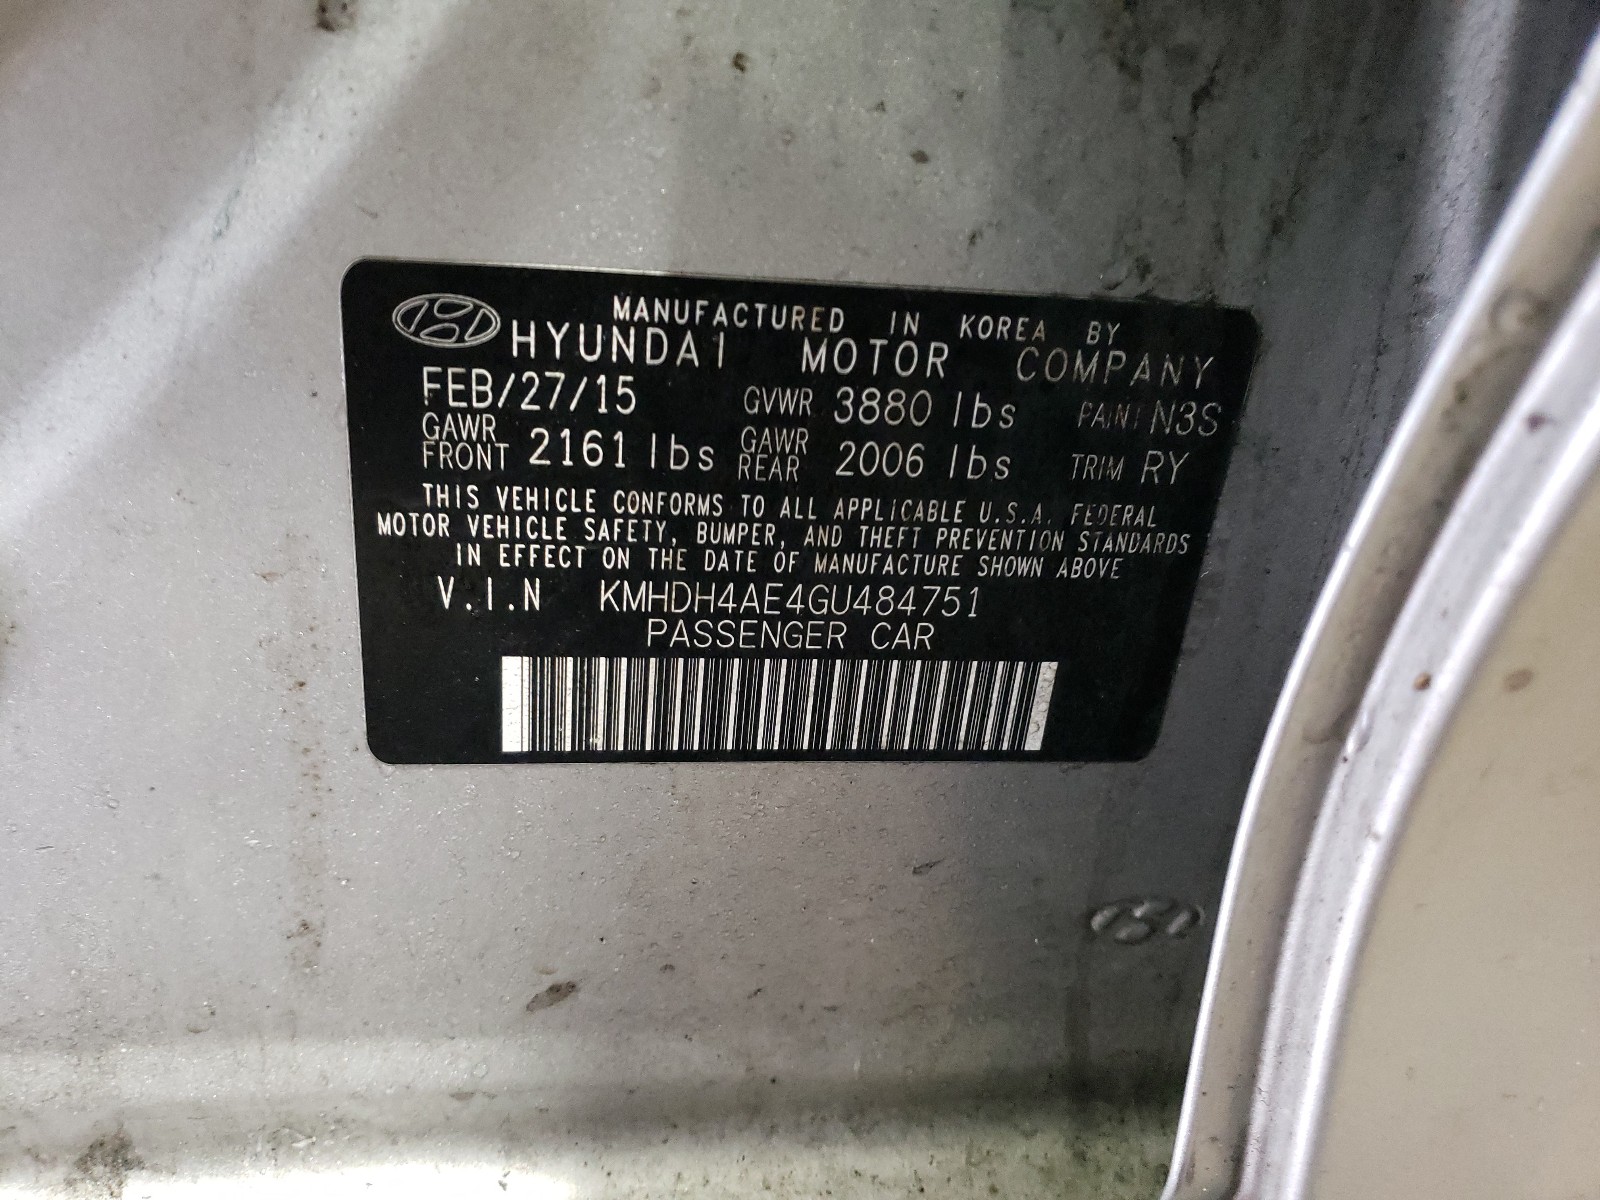 MANUFACTURED IN KOREA BY
HYUNDAI MOTOR COMPANY
FEB/27/15 GVWR 3880 lbs PAINT N3S
GAWR FRONT 2161 lbs GAWR REAR 2006 lbs TRIM RY
THIS VEHICLE CONFORMS TO ALL APPLICABLE U.S.A. FEDERAL
MOTOR VEHICLE SAFETY, BUMPER, AND THEFT PREVENTION STANDARDS
IN EFFECT ON THE DATE OF MANUFACTURE SHOWN ABOVE
V.I.N KMHDH4AE4GU484751
PASSENGER CAR